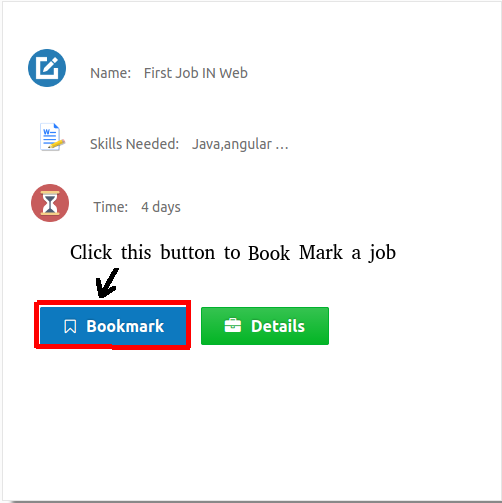 Name: First Job IN Web
Skills Needed: Java,angular ...
Time: 4 days
Click this button to Book Mark a job
Bookmark Details